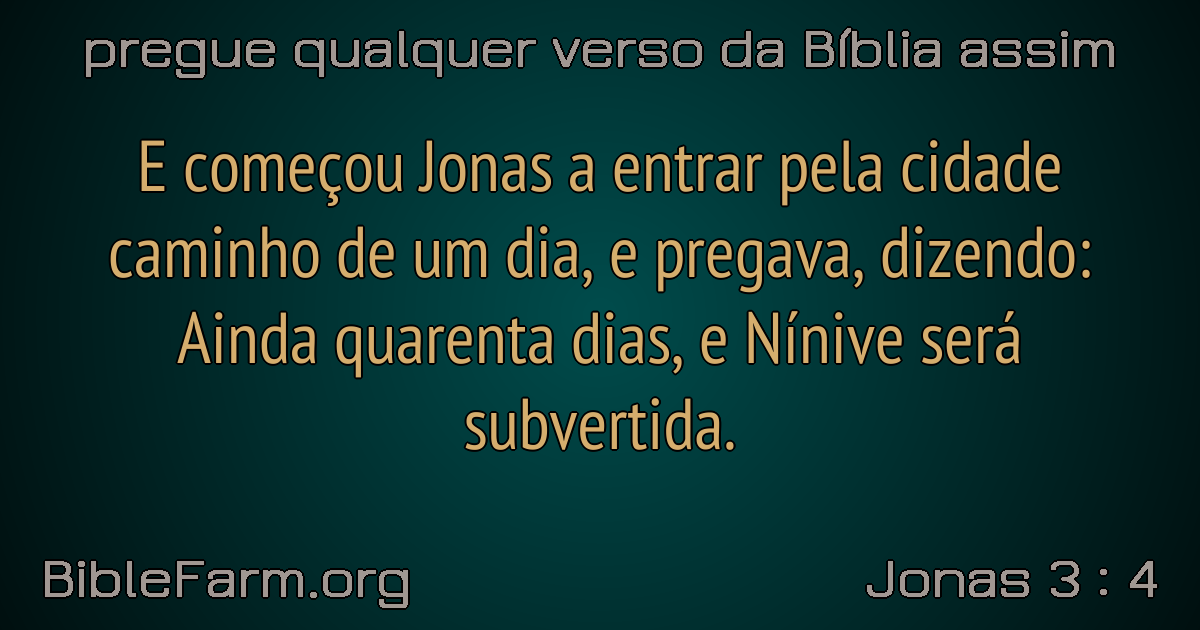 pregue qualquer verso da Bíblia assim
E começou Jonas a entrar pela cidade
caminho de um dia, e pregava, dizendo:
Ainda quarenta dias, e Nínive será
subvertida.
BibleFarm.org
Jonas 3 : 4